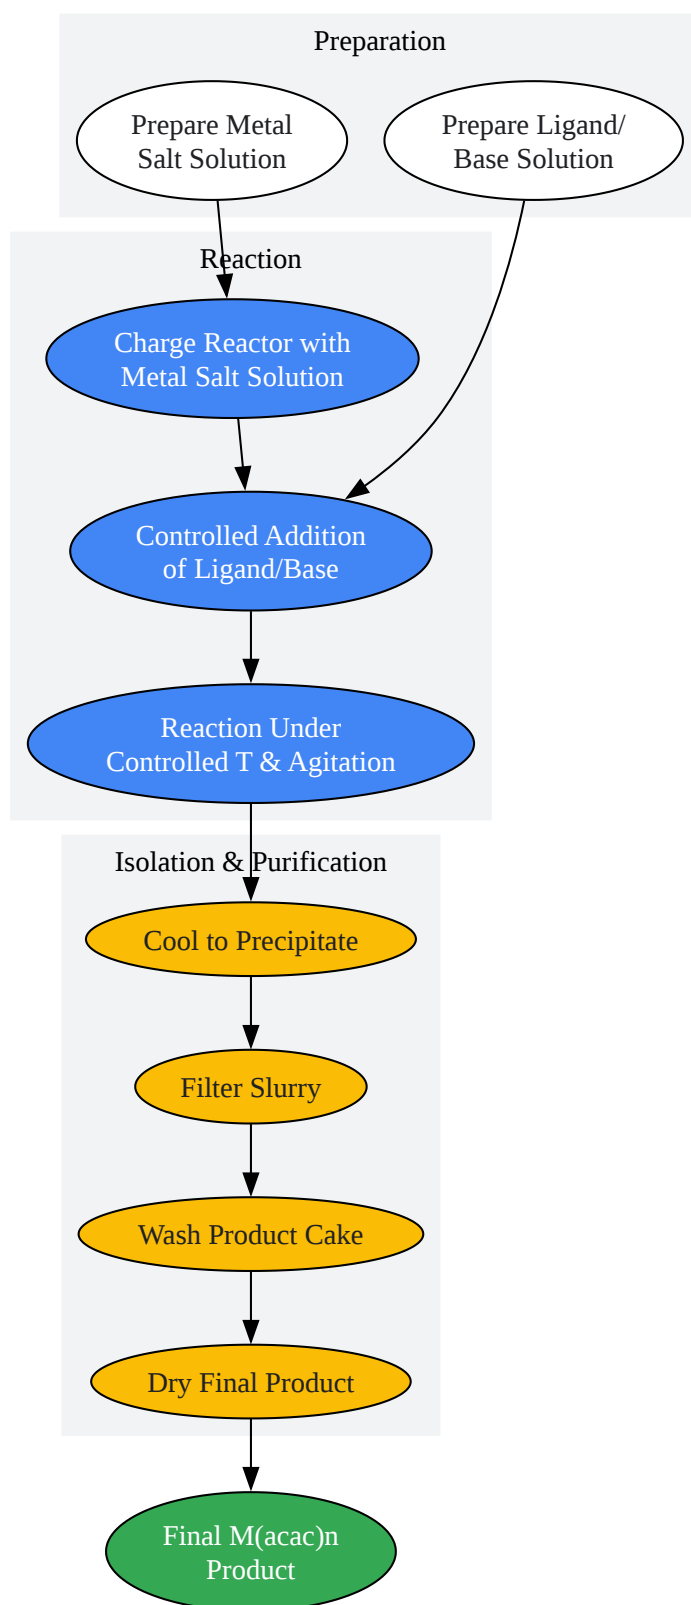 Preparation
Prepare Metal
Salt Solution
Prepare Ligand/
Base Solution
Reaction
Charge Reactor with
Metal Salt Solution
Controlled Addition
of Ligand/Base
Reaction Under
Controlled T & Agitation
Isolation & Purification
Cool to Precipitate
Filter Slurry
Wash Product Cake
Dry Final Product
Final M(acac)n
Product